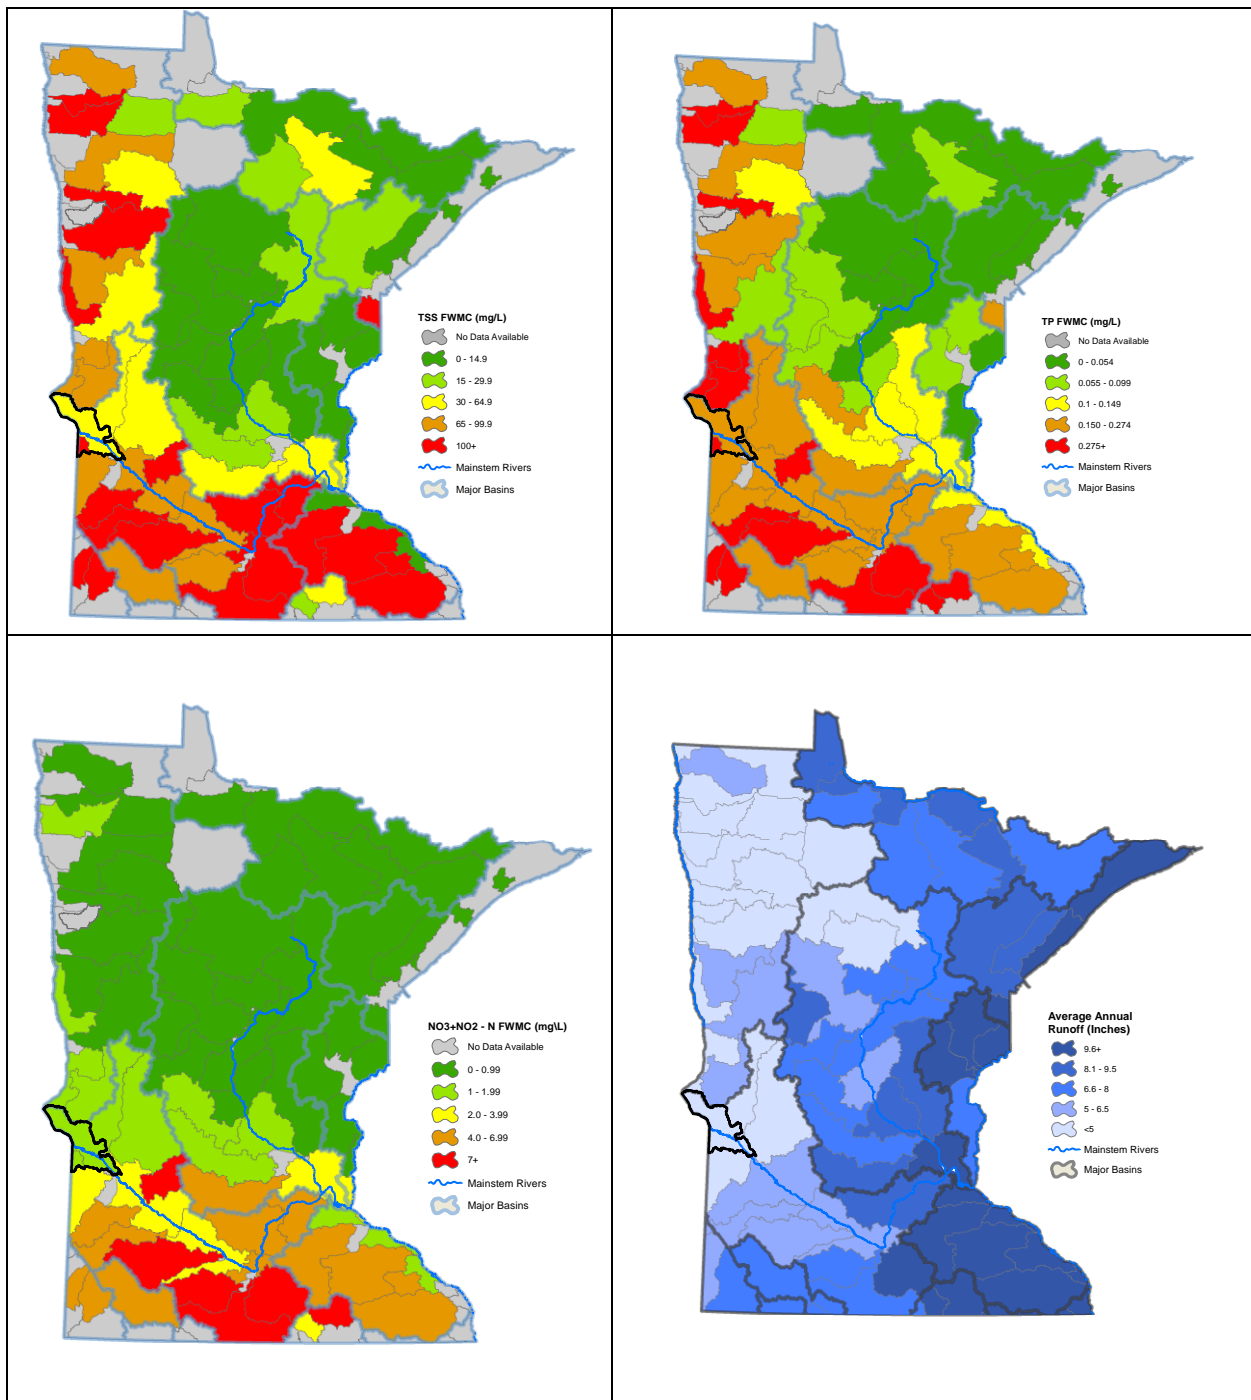 TSS FWMC (mg/L)
No Data Available
0 - 14.9
15 - 29.9
30 - 64.9
65 - 99.9
100+
Mainstem Rivers
Major Basins
TP FWMC (mg/L)
No Data Available
0 - 0.054
0.055 - 0.099
0.1 - 0.149
0.150 - 0.274
0.275+
Mainstem Rivers
Major Basins
NO3+NO2 - N FWMC (mg\L)
No Data Available
0 - 0.99
1 - 1.99
2.0 - 3.99
4.0 - 6.99
7+
Mainstem Rivers
Major Basins
Average Annual
Runoff (Inches)
9.6+
8.1 - 9.5
6.6 - 8
5 - 6.5
<5
Mainstem Rivers
Major Basins